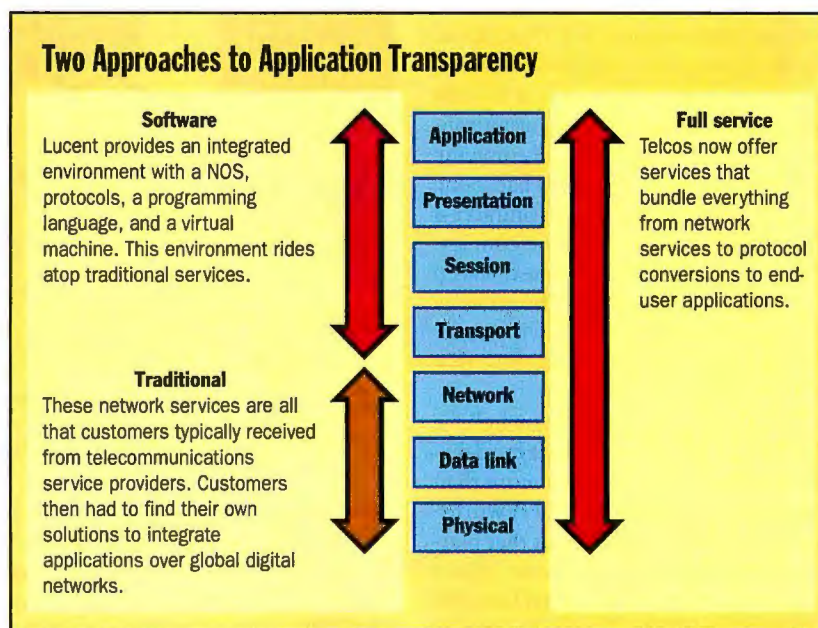 Two Approaches to Application Transparency
Software
Lucent provides an integrated
environment with a NOS,
protocols, a programming
language, and a virtual
machine. This environment rides
atop traditional services.
Traditional
These network services are all
that customers typically received
from telecommunications
service providers. Customers
then had to find their own
solutions to integrate
applications over global digital
networks.
Application
Presentation
Session
Transport
Network
Data link
Physical
Full service
Telcos now offer
services that
bundle everything
from network
services to protocol
conversions to end-
user applications.